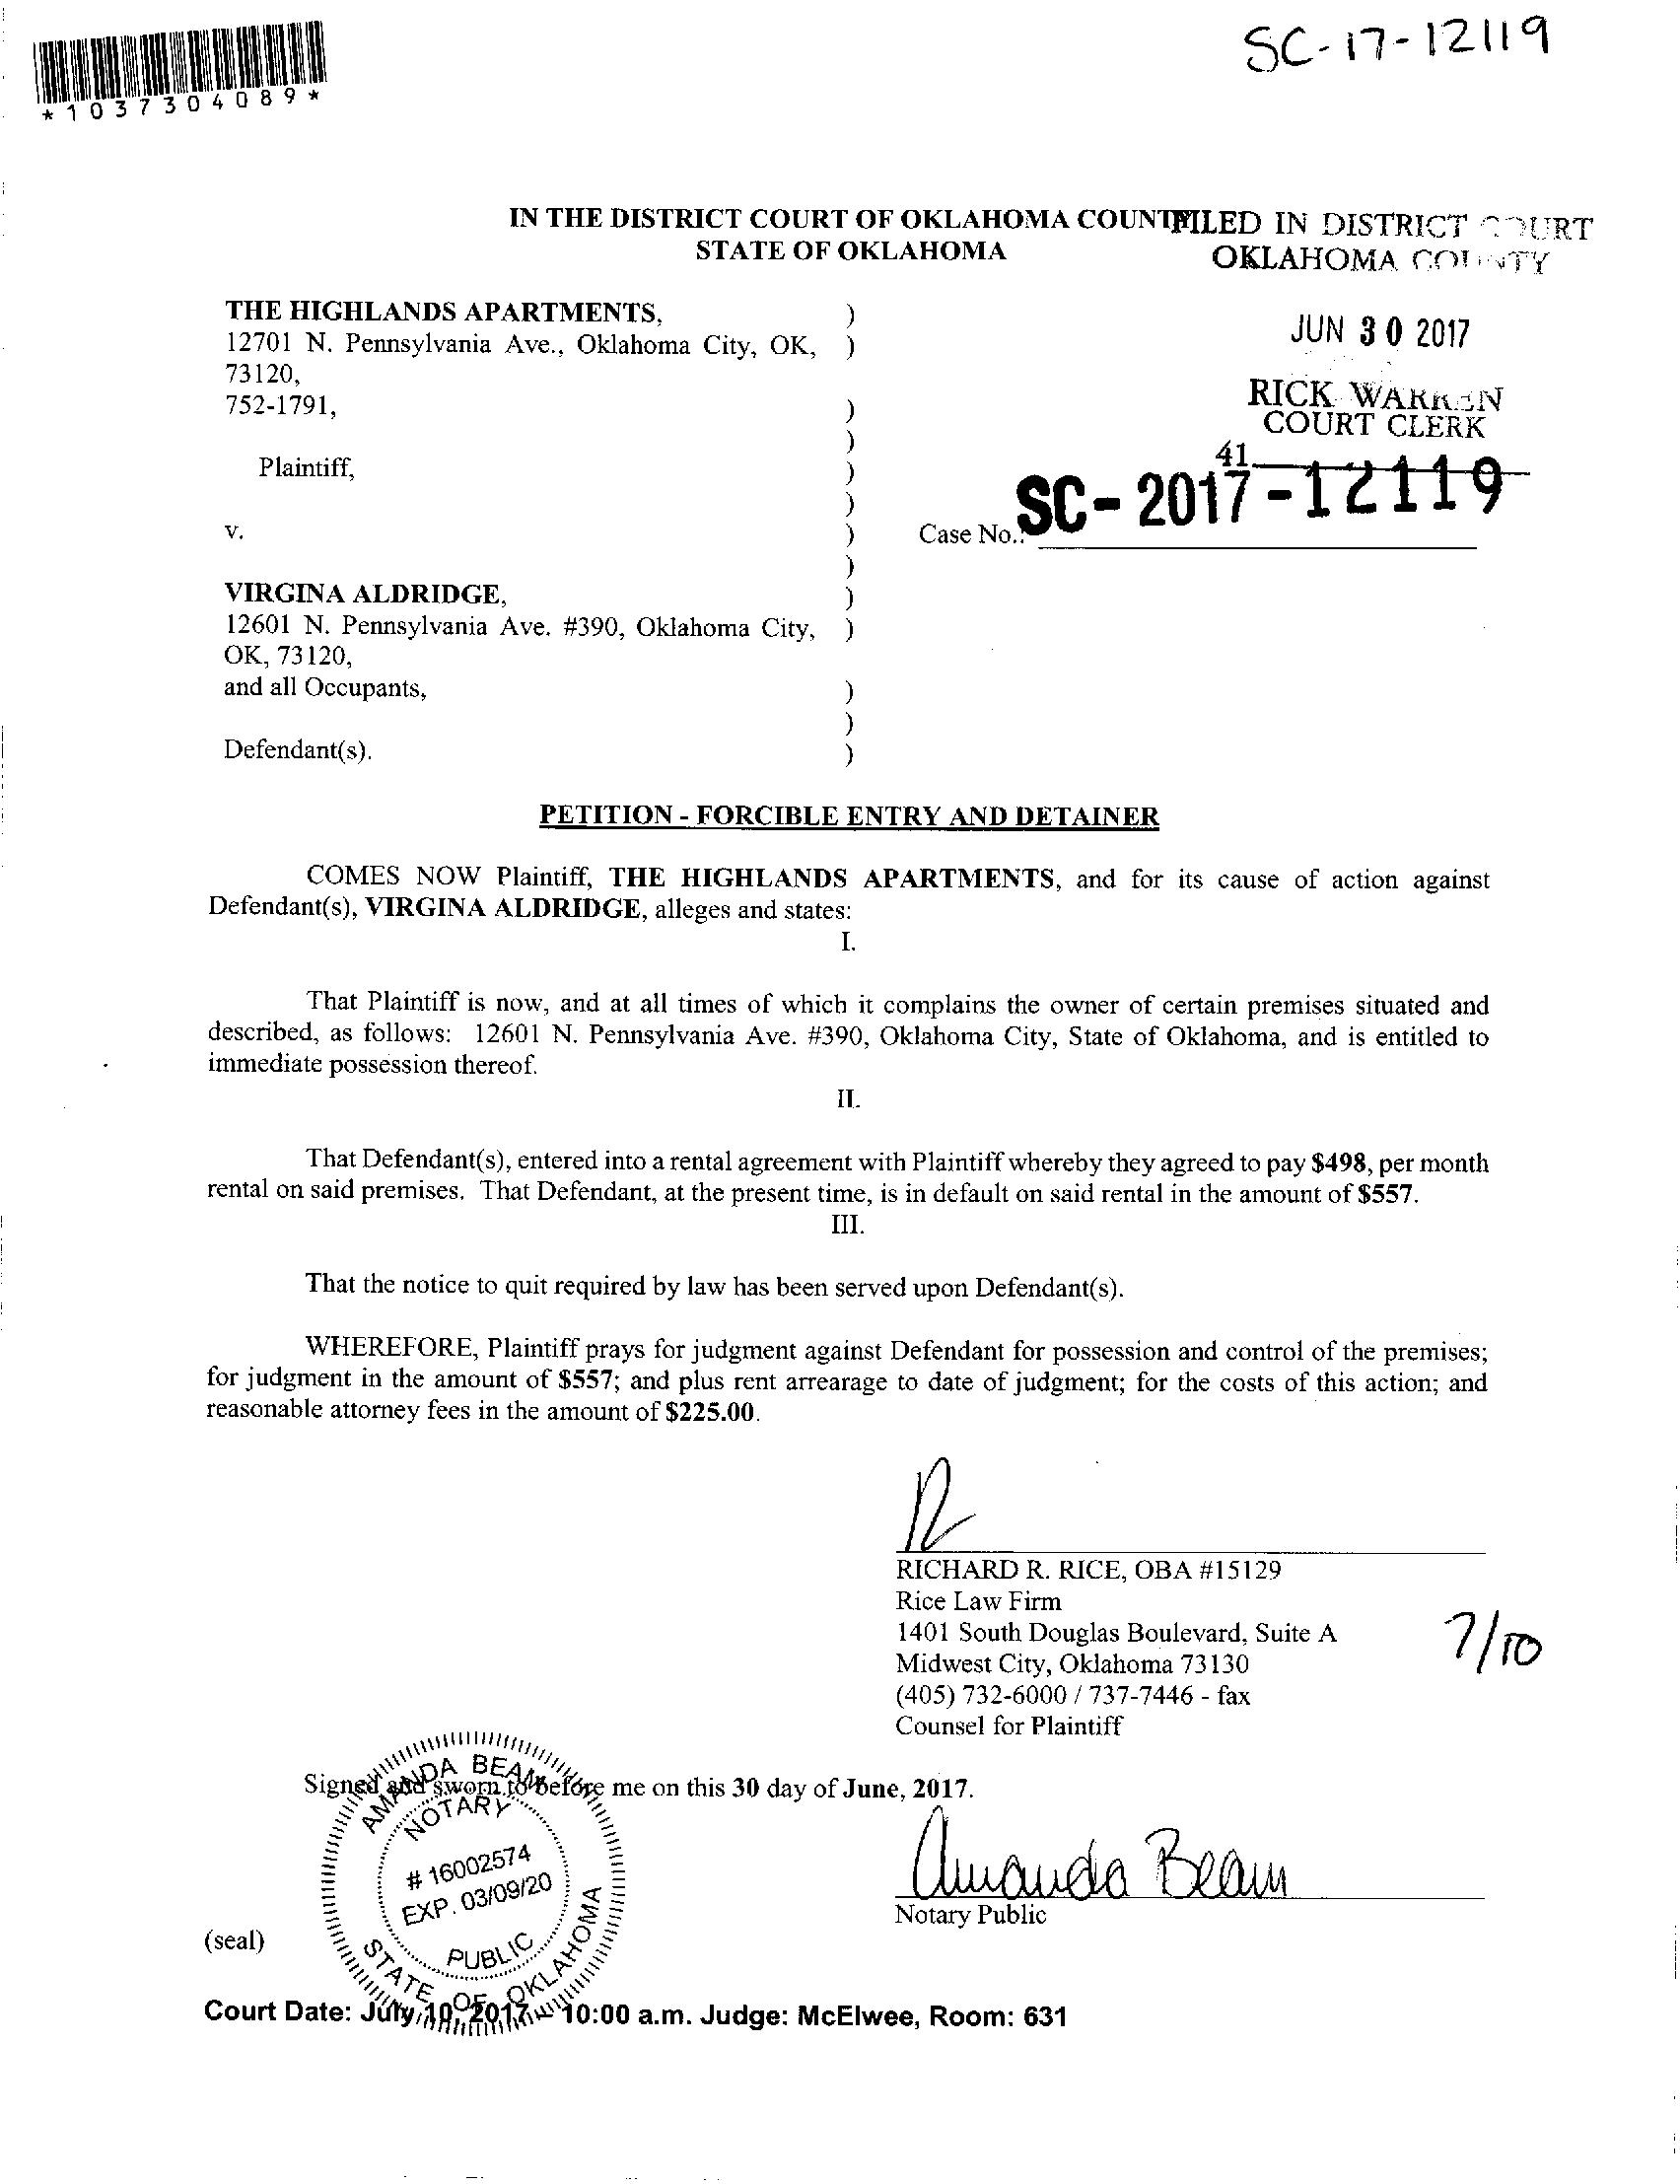 SC-17-12119
*1037304089*
IN THE DISTRICT COURT OF OKLAHOMA COUNTY
STATE OF OKLAHOMA
FILED IN DISTRICT COURT
OKLAHOMA COUNTY
JUN 30 2017
RICK WARREN
COURT CLERK
41
THE HIGHLANDS APARTMENTS, )
12701 N. Pennsylvania Ave., Oklahoma City, OK, )
73120,
752-1791, )
)
Plaintiff, )
)
v. )
Case No.: SC-2017-12119
)
VIRGINA ALDRIDGE, )
12601 N. Pennsylvania Ave. #390, Oklahoma City, )
OK, 73120,
and all Occupants, )
)
Defendant(s). )
PETITION - FORCIBLE ENTRY AND DETAINER
COMES NOW Plaintiff, THE HIGHLANDS APARTMENTS, and for its cause of action against
Defendant(s), VIRGINA ALDRIDGE, alleges and states:
I.
That Plaintiff is now, and at all times of which it complains the owner of certain premises situated and
described, as follows: 12601 N. Pennsylvania Ave. #390, Oklahoma City, State of Oklahoma, and is entitled to
immediate possession thereof.
II.
That Defendant(s), entered into a rental agreement with Plaintiff whereby they agreed to pay $498, per month
rental on said premises. That Defendant, at the present time, is in default on said rental in the amount of $557.
III.
That the notice to quit required by law has been served upon Defendant(s).
WHEREFORE, Plaintiff prays for judgment against Defendant for possession and control of the premises;
for judgment in the amount of $557; and plus rent arrearage to date of judgment; for the costs of this action; and
reasonable attorney fees in the amount of $225.00.
RICHARD R. RICE, OBA #15129
Rice Law Firm
1401 South Douglas Boulevard, Suite A
Midwest City, Oklahoma 73130
(405) 732-6000 / 737-7446 - fax
Counsel for Plaintiff
7/10
Signed and sworn to before me on this 30 day of June, 2017.
AMANDA BEAM
NOTARY
# 16002574
EXP. 03/09/20
PUBLIC
STATE OF OKLAHOMA
Amanda Beam
Notary Public
(seal)
Court Date: July 10, 2017 10:00 a.m. Judge: McElwee, Room: 631